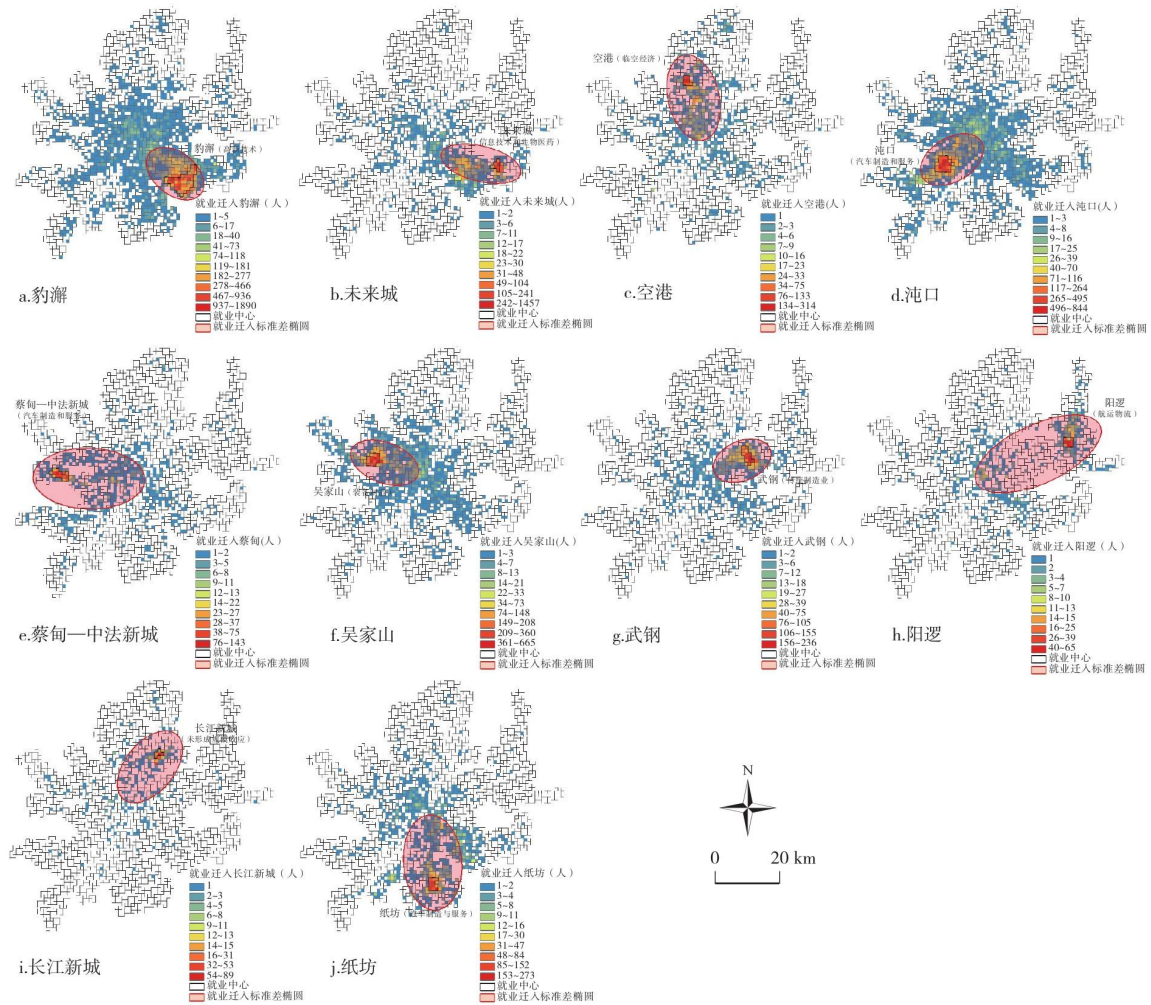 豹澥
就业迁入豹澥（人）
1~5
6~17
18~40
41~73
74~118
119~181
182~277
278~466
467~936
937~1890
就业中心
就业迁入标准差椭圆
a.豹澥
未来城
就业迁入未来城(人)
1~2
3~6
7~11
12~17
18~22
23~30
31~48
49~104
105~241
242~1457
就业中心
就业迁入标准差椭圆
b.未来城
空港（临空经济）
就业迁入空港(人)
1
2~3
4~6
7~9
10~16
17~23
24~33
34~75
76~133
134~314
就业中心
就业迁入标准差椭圆
c.空港
沌口
（汽车制造和服务）
就业迁入沌口(人)
1~3
4~8
9~16
17~25
26~39
40~70
71~116
117~264
265~495
496~844
就业中心
就业迁入标准差椭圆
d.沌口
蔡甸—中法新城
（汽车制造和服务）
就业迁入蔡甸(人)
1~2
3~5
6~8
9~11
12~13
14~22
23~27
28~37
38~75
76~143
就业中心
就业迁入标准差椭圆
e.蔡甸—中法新城
吴家山
就业迁入吴家山(人)
1~3
4~7
8~13
14~21
22~33
34~73
74~148
149~208
209~360
361~665
就业中心
就业迁入标准差椭圆
f.吴家山
武钢
就业迁入武钢（人）
1~2
3~6
7~12
13~18
19~27
28~39
40~75
76~105
106~155
156~236
就业中心
就业迁入标准差椭圆
g.武钢
阳逻
（航运物流）
就业迁入阳逻（人）
1
2
3~4
5~7
8~10
11~13
14~15
16~25
26~39
40~65
就业中心
就业迁入标准差椭圆
h.阳逻
长江新城
就业迁入长江新城（人）
1
2~3
4~5
6~8
9~11
12~13
14~15
16~31
32~53
54~89
就业中心
就业迁入标准差椭圆
i.长江新城
纸坊
就业迁入纸坊（人）
1~2
3~4
5~8
9~11
12~16
17~30
31~47
48~84
85~152
153~273
就业中心
就业迁入标准差椭圆
j.纸坊
N
0 20 km